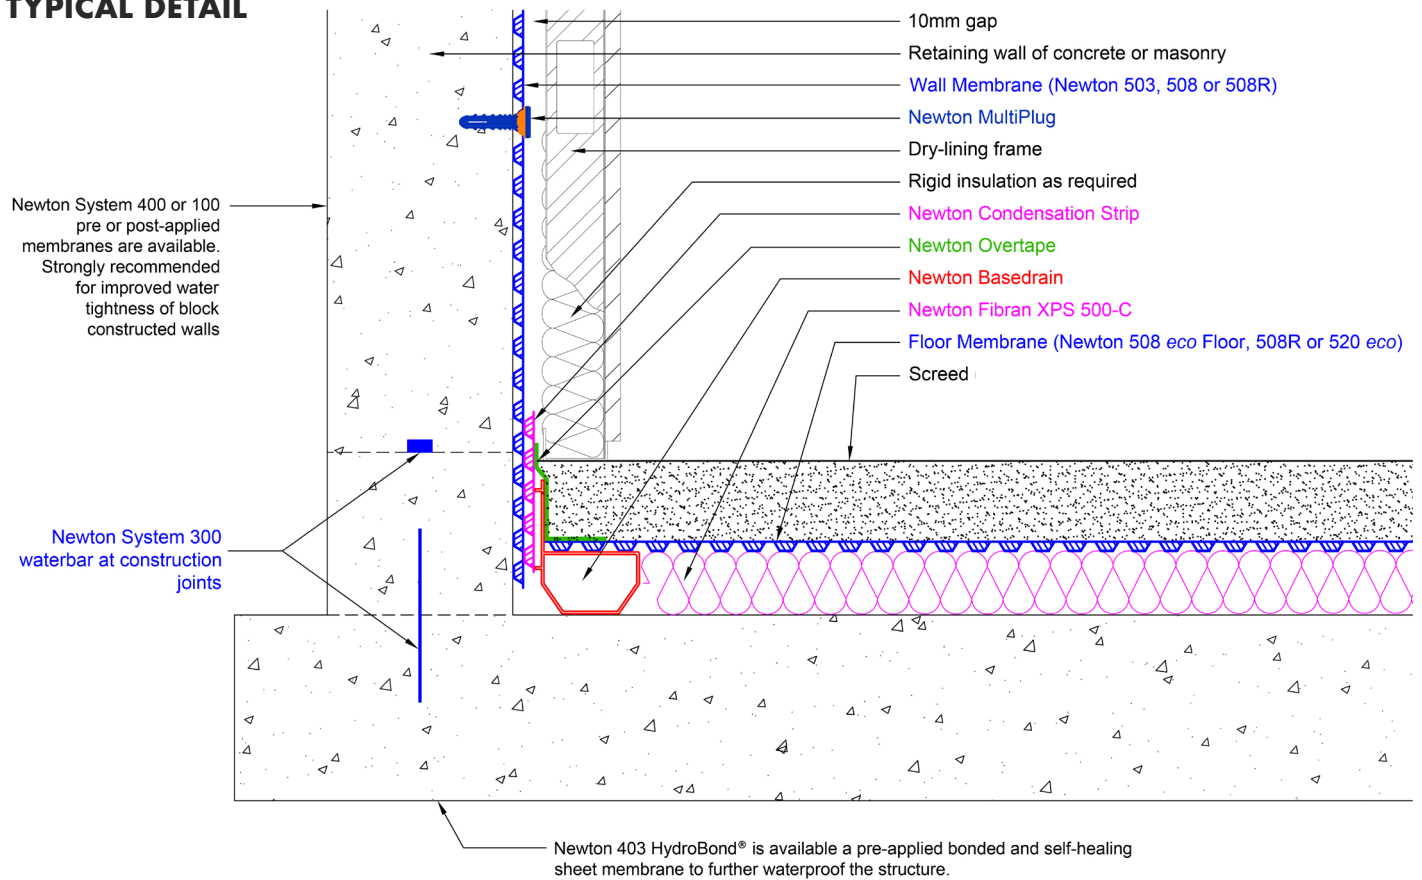 TYPICAL DETAIL
10mm gap
Retaining wall of concrete or masonry
Wall Membrane (Newton 503, 508 or 508R)
Newton MultiPlug
Dry-lining frame
Rigid insulation as required
Newton Condensation Strip
Newton Overtape
Newton Basedrain
Newton Fibran XPS 500-C
Floor Membrane (Newton 508 eco Floor, 508R or 520 eco)
Screed
Newton System 400 or 100
pre or post-applied
membranes are available.
Strongly recommended
for improved water
tightness of block
constructed walls
Newton System 300
waterbar at construction
joints
Newton 403 HydroBond® is available a pre-applied bonded and self-healing
sheet membrane to further waterproof the structure.